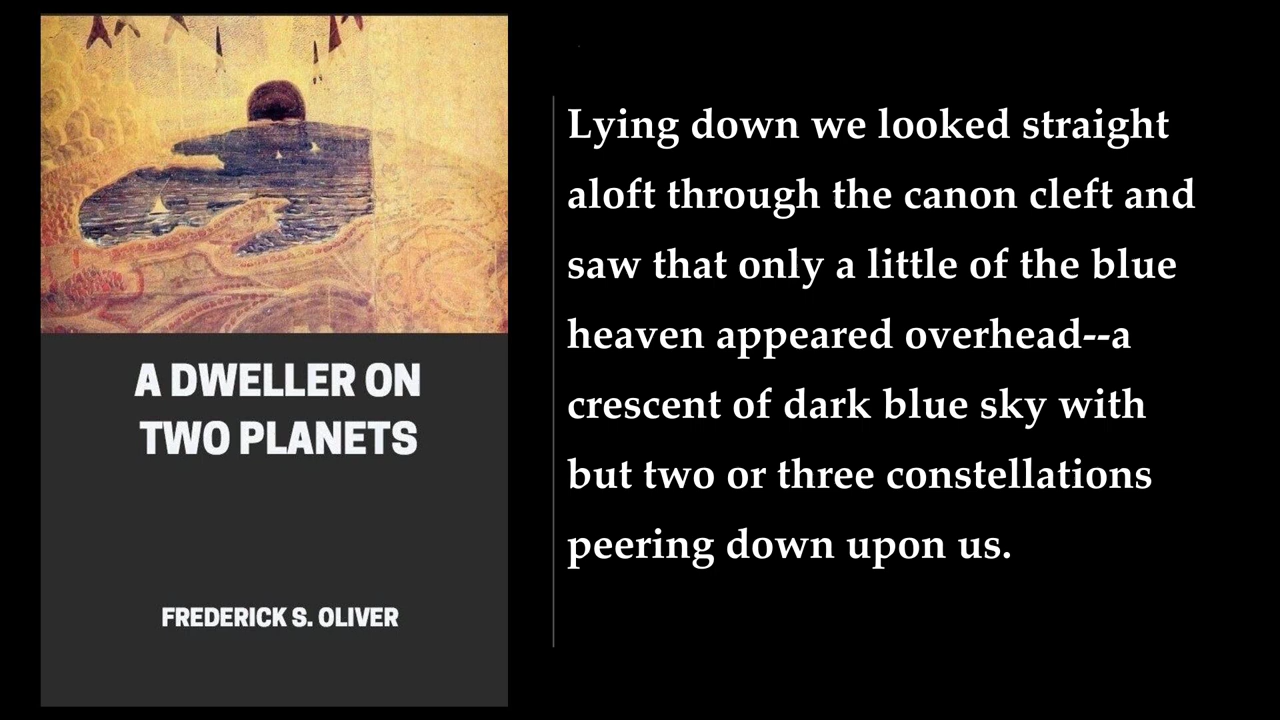 A DWELLER ON
TWO PLANETS
FREDERICK S. OLIVER
Lying down we looked straight
aloft through the canon cleft and
saw that only a little of the blue
heaven appeared overhead--a
crescent of dark blue sky with
but two or three constellations
peering down upon us.